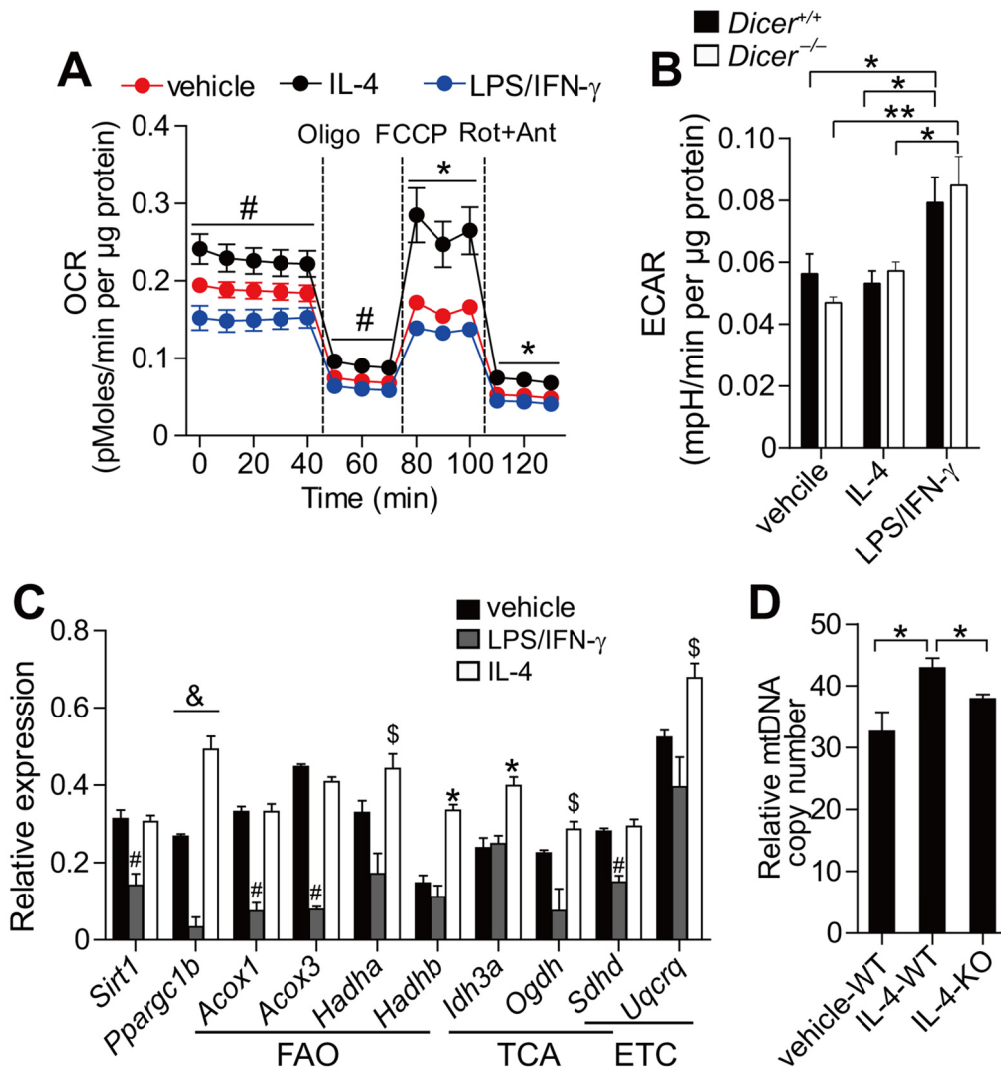 A
vehicle IL-4 LPS/IFN-γ
Oligo FCCP Rot+Ant
# * # *
OCR
(pMoles/min per μg protein)
0.4
0.3
0.2
0.1
0
0 20 40 60 80 100 120
Time (min)
B
Dicer+/+
Dicer−/−
*
*
**
*
ECAR
(mpH/min per μg protein)
0.10
0.08
0.06
0.04
0.02
0
vehcile IL-4 LPS/IFN-γ
C
vehicle
LPS/IFN-γ
IL-4
Relative expression
0.8
0.6
0.4
0.2
0
# & # # $ * * $ # $
Sirt1 Ppargc1b Acox1 Acox3 Hadha Hadhb Idh3a Ogdh Sdhd Uqcrq
FAO TCA ETC
D
* *
Relative mtDNA
copy number
50
40
30
20
10
0
vehicle-WT IL-4-WT IL-4-KO